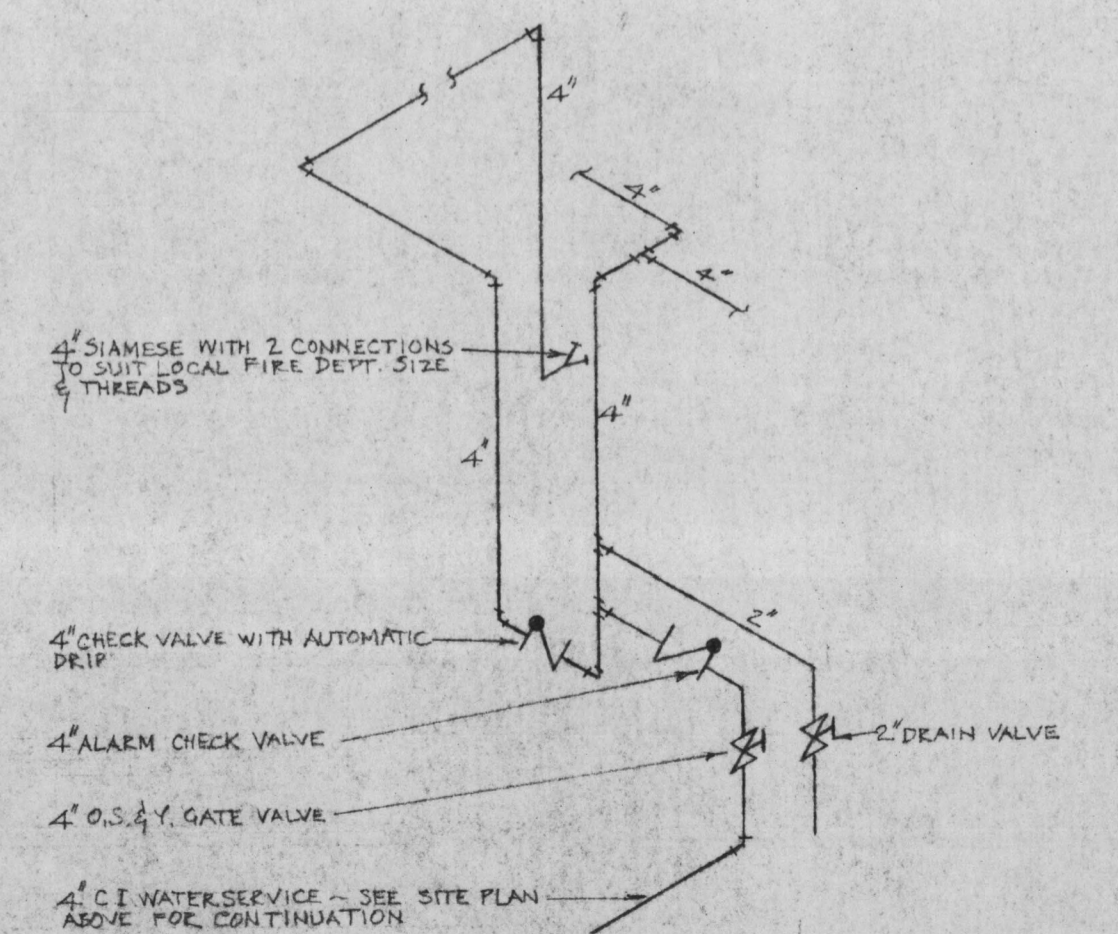 4"
4"
4"
4" SIAMESE WITH 2 CONNECTIONS
TO SUIT LOCAL FIRE DEPT. SIZE
& THREADS
4"
4"
2"
4" CHECK VALVE WITH AUTOMATIC
DRIP
4" ALARM CHECK VALVE
2" DRAIN VALVE
4" O.S. & Y. GATE VALVE
4" C I WATER SERVICE ~ SEE SITE PLAN
ABOVE FOR CONTINUATION